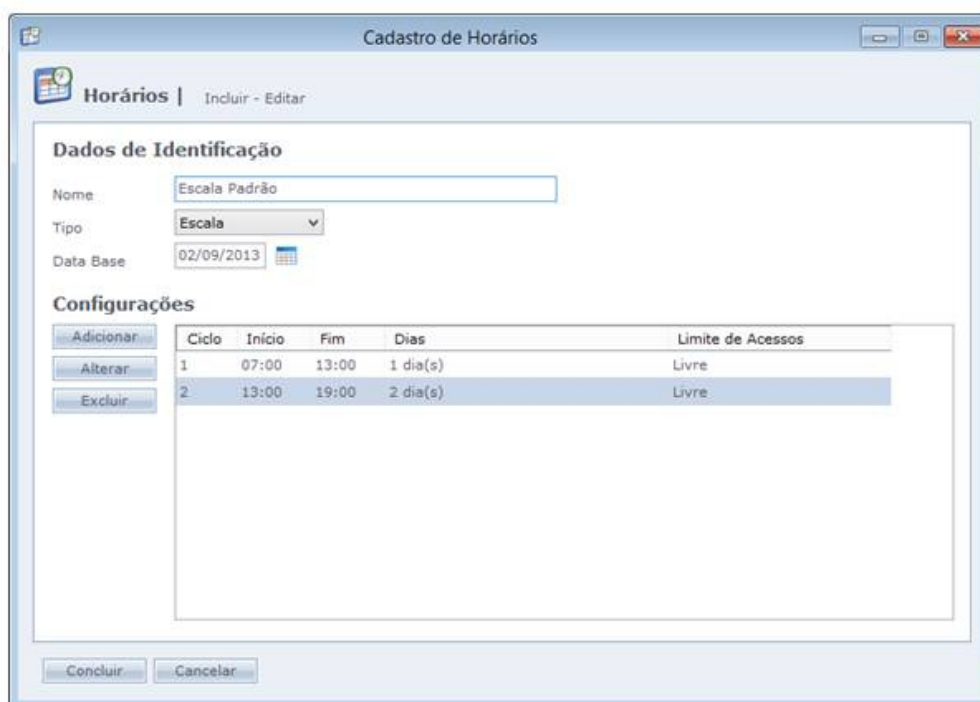 Cadastro de Horários
Horários | Incluir - Editar
Dados de Identificação
Nome Escala Padrão
Tipo Escala
Data Base 02/09/2013
Configurações
Adicionar
Alterar
Excluir
Ciclo Início Fim Dias Limite de Acessos
1 07:00 13:00 1 dia(s) Livre
2 13:00 19:00 2 dia(s) Livre
Concluir Cancelar